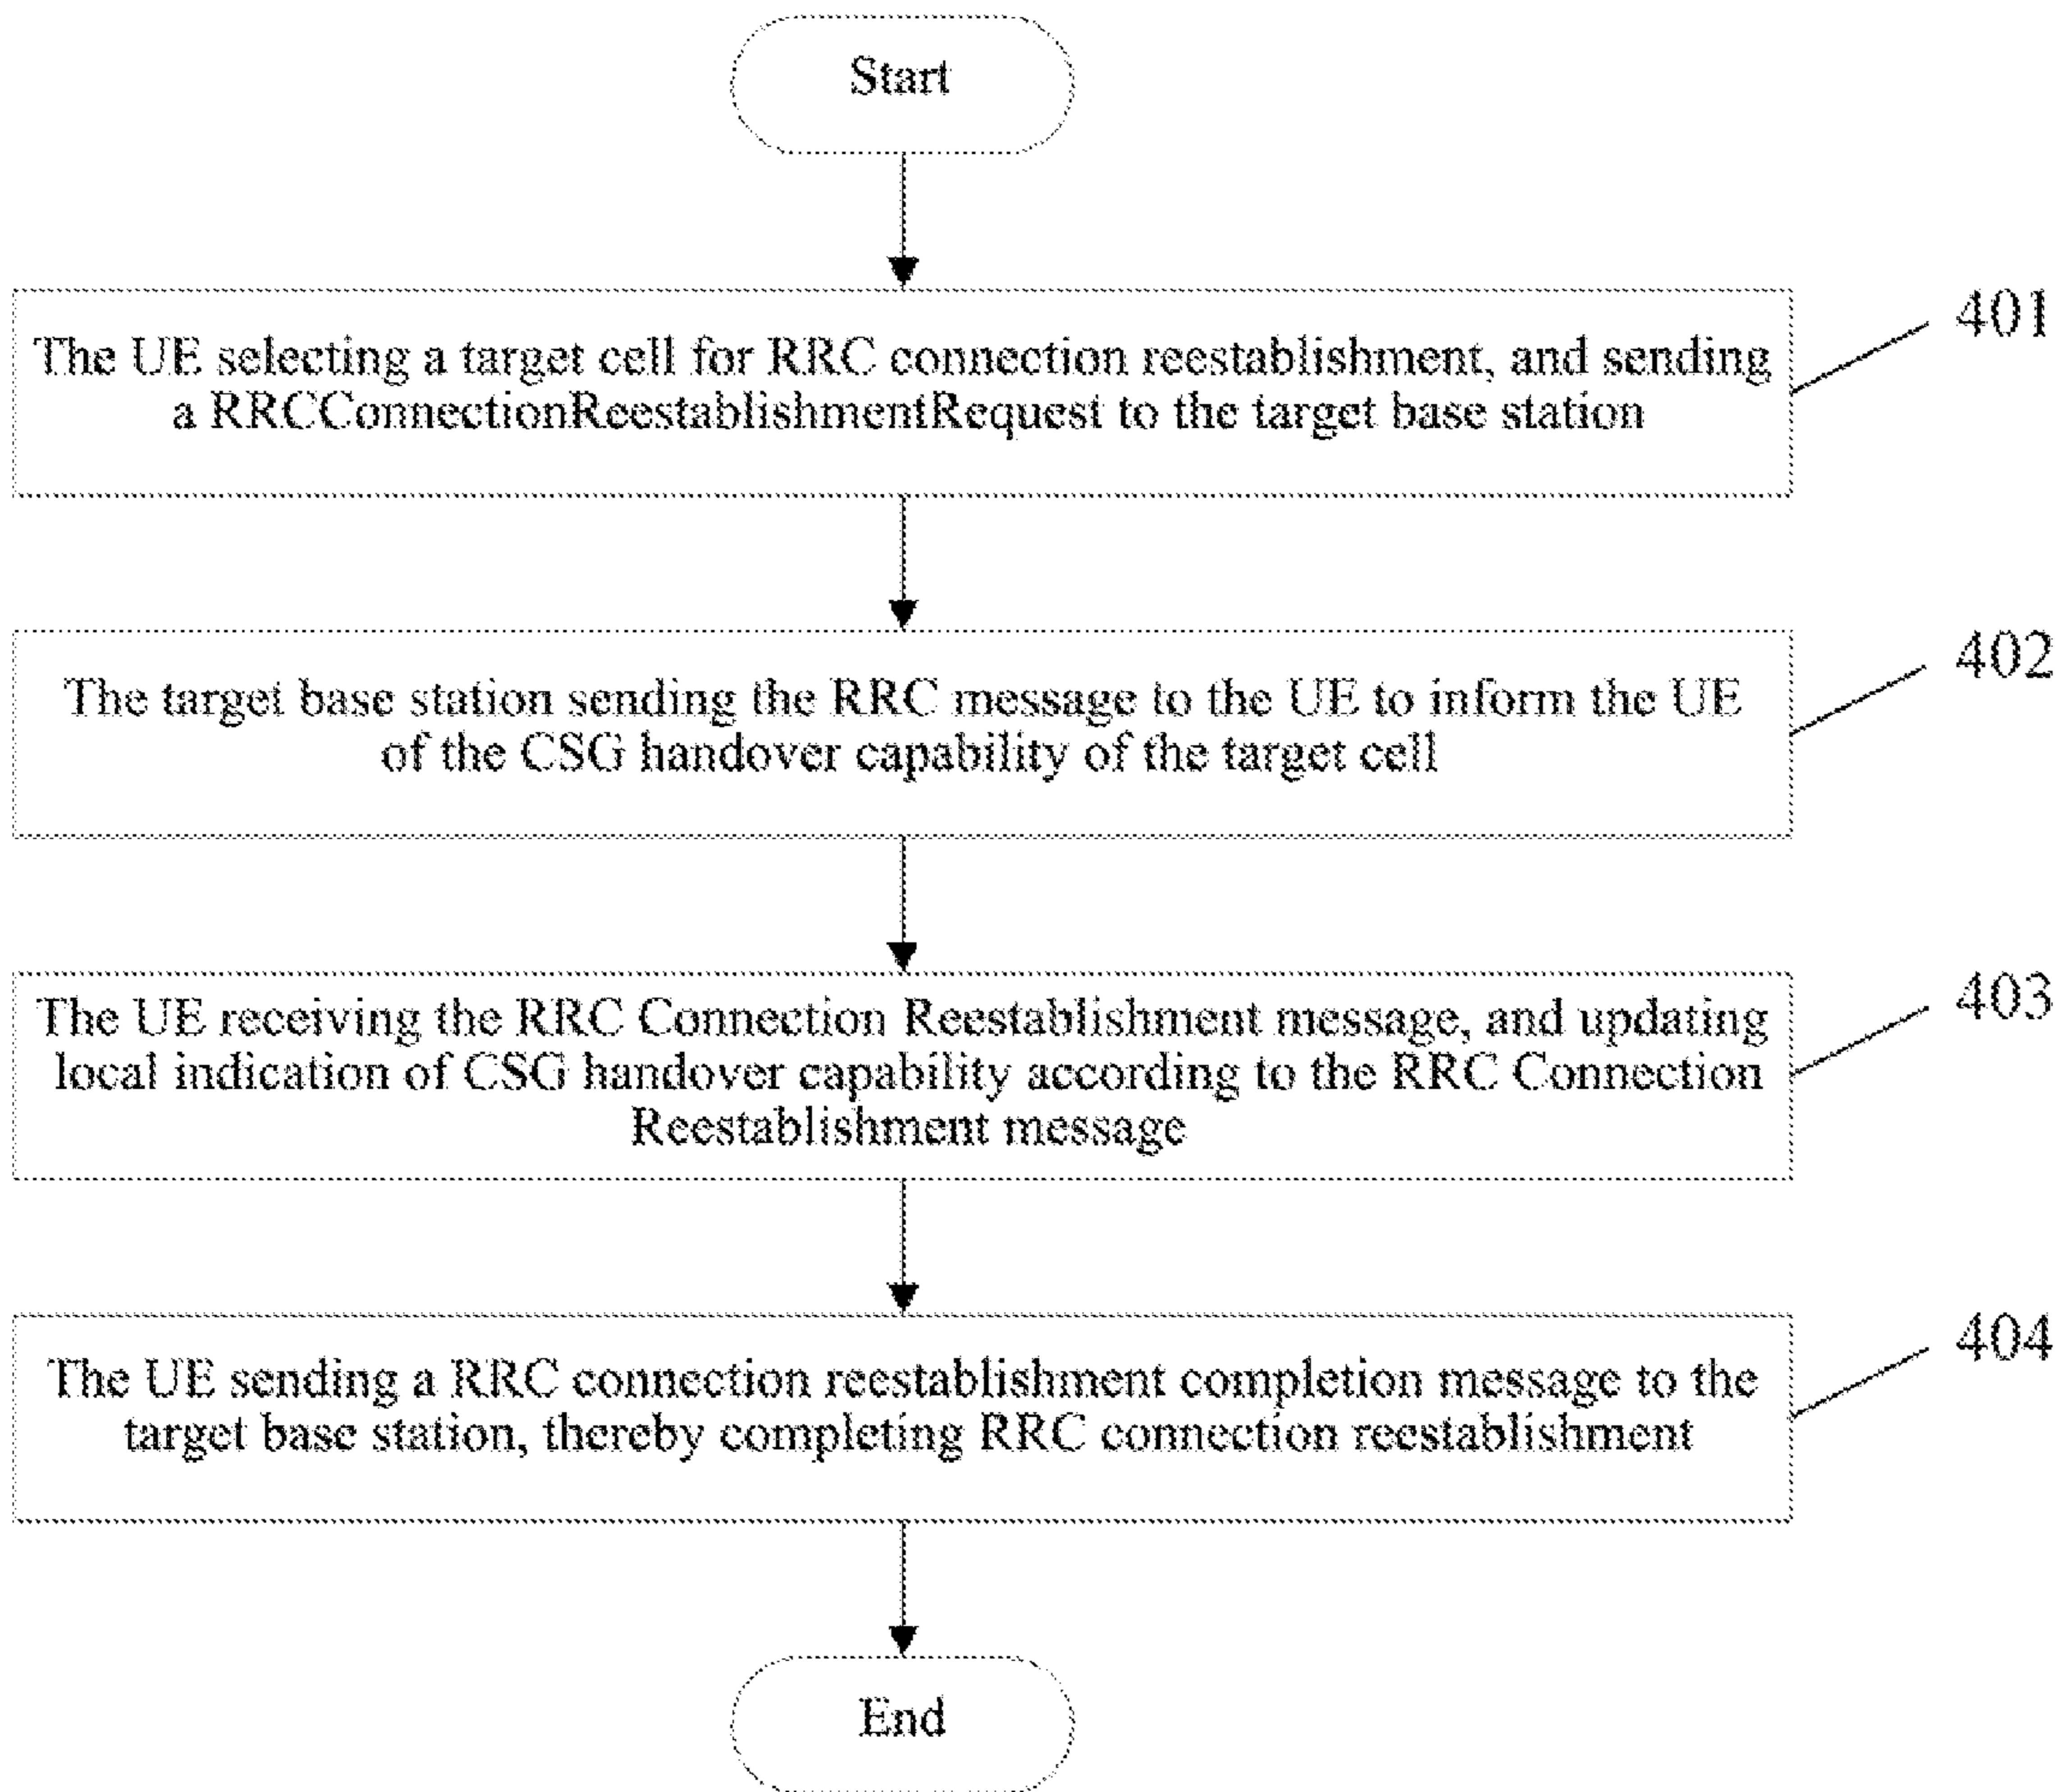 Start
The UE selecting a target cell for RRC connection reestablishment, and sending
a RRCConnectionReestablishmentRequest to the target base station
401
The target base station sending the RRC message to the UE to inform the UE
of the CSG handover capability of the target cell
402
The UE receiving the RRC Connection Reestablishment message, and updating
local indication of CSG handover capability according to the RRC Connection
Reestablishment message
403
The UE sending a RRC connection reestablishment completion message to the
target base station, thereby completing RRC connection reestablishment
404
End